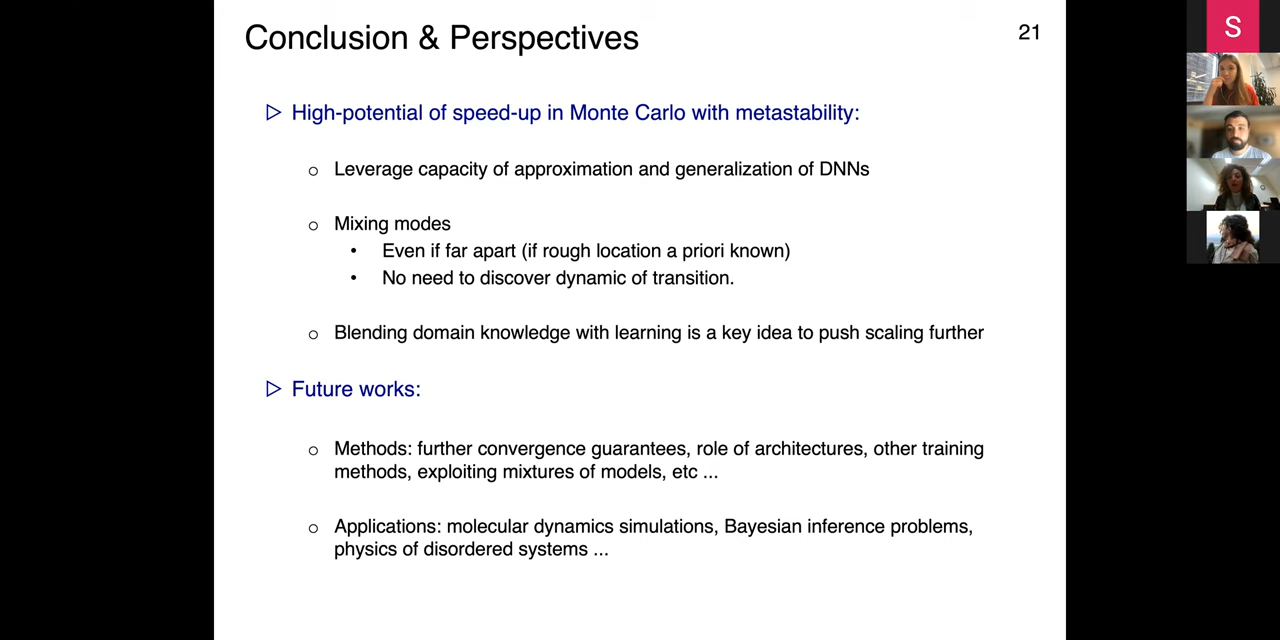 Conclusion & Perspectives
21
▷ High-potential of speed-up in Monte Carlo with metastability:
○ Leverage capacity of approximation and generalization of DNNs
○ Mixing modes
• Even if far apart (if rough location a priori known)
• No need to discover dynamic of transition.
○ Blending domain knowledge with learning is a key idea to push scaling further
▷ Future works:
○ Methods: further convergence guarantees, role of architectures, other training
methods, exploiting mixtures of models, etc ...
○ Applications: molecular dynamics simulations, Bayesian inference problems,
physics of disordered systems ...
S